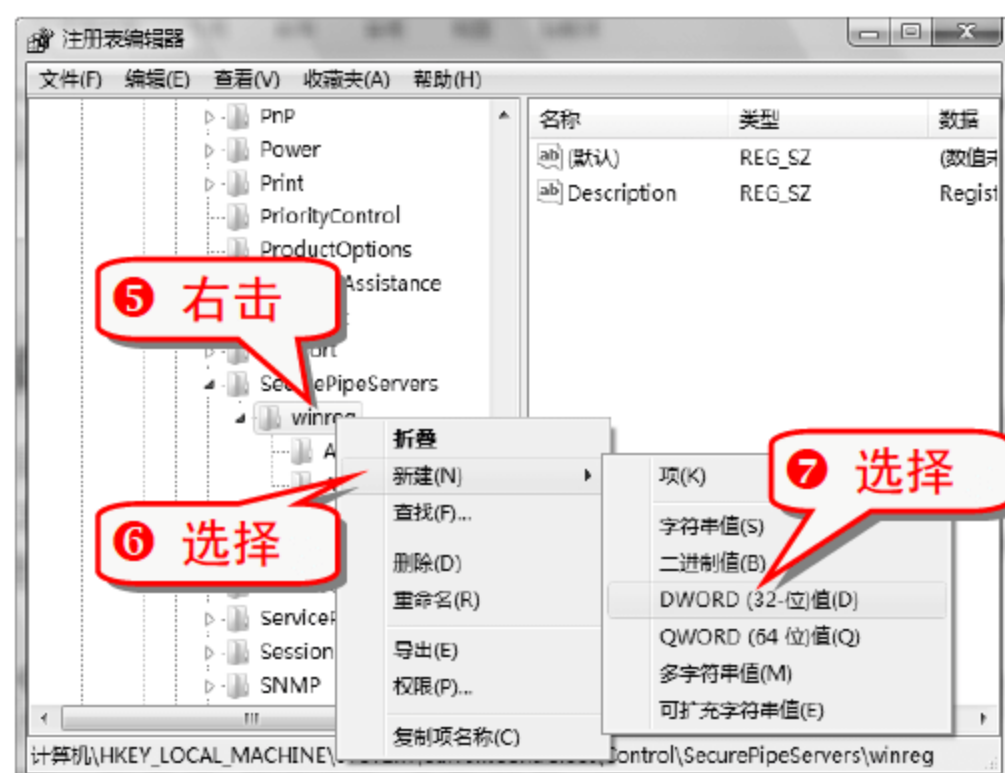 注册表编辑器
文件(F) 编辑(E) 查看(V) 收藏夹(A) 帮助(H)
PnP
Power
Print
PriorityControl
ProductOptions
Assistance
SecurePipeServers
winreg
Session
SNMP
名称 类型 数据
(默认) REG_SZ
Description REG_SZ
❺ 右击
折叠
新建(N)
查找(F)...
删除(D)
重命名(R)
导出(E)
权限(P)...
复制项名称(C)
❻ 选择
项(K)
字符串值(S)
二进制值(B)
DWORD (32-位)值(D)
QWORD (64 位)值(Q)
多字符串值(M)
可扩充字符串值(E)
❼ 选择
计算机\HKEY_LOCAL_MACHINE\ Control\SecurePipeServers\winreg